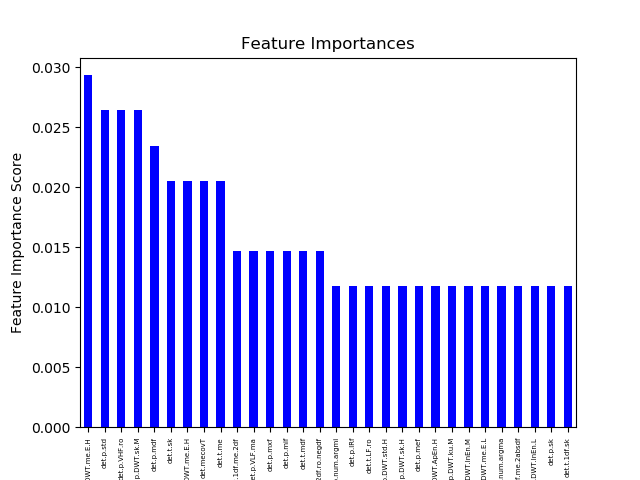 Feature Importances
Feature Importance Score
0.030
0.025
0.020
0.015
0.010
0.005
0.000
DWT.me.E.H
det.p.std
det.p.VHF.ro
p.DWT.sk.M
det.p.mdf
det.t.sk
DWT.me.E.H
det.mecovT
det.t.me
.1df.me.2df
et.p.VLF.ma
det.p.mxf
det.p.mif
det.t.mdf
2df.ro.negdf
.num.argmi
det.p.IRf
det.t.LF.ro
p.DWT.std.H
p.DWT.sk.H
det.p.mef
DWT.ApEn.H
p.DWT.ku.M
DWT.InEn.M
DWT.me.E.L
.num.argma
f.me.2absdf
.DWT.InEn.L
det.p.sk
det.t.1df.sk